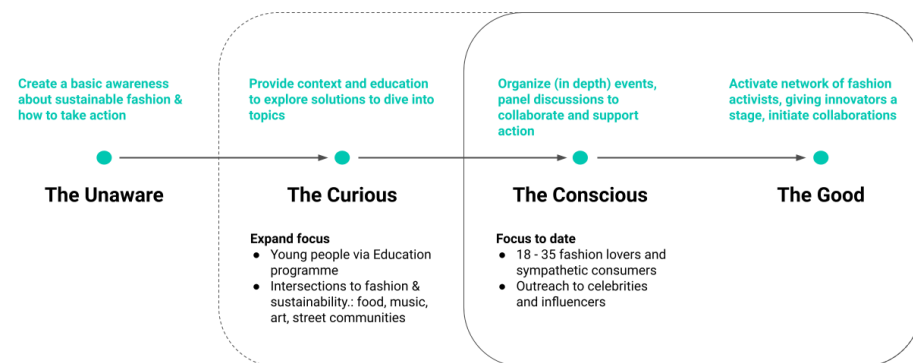 Create a basic awareness
about sustainable fashion &
how to take action
Provide context and education
to explore solutions to dive into
topics
Organize (in depth) events,
panel discussions to
collaborate and support
action
Activate network of fashion
activists, giving innovators a
stage, initiate collaborations
The Unaware
The Curious
The Conscious
The Good
Expand focus
● Young people via Education
programme
● Intersections to fashion &
sustainability.: food, music,
art, street communities
Focus to date
● 18 - 35 fashion lovers and
sympathetic consumers
● Outreach to celebrities
and influencers